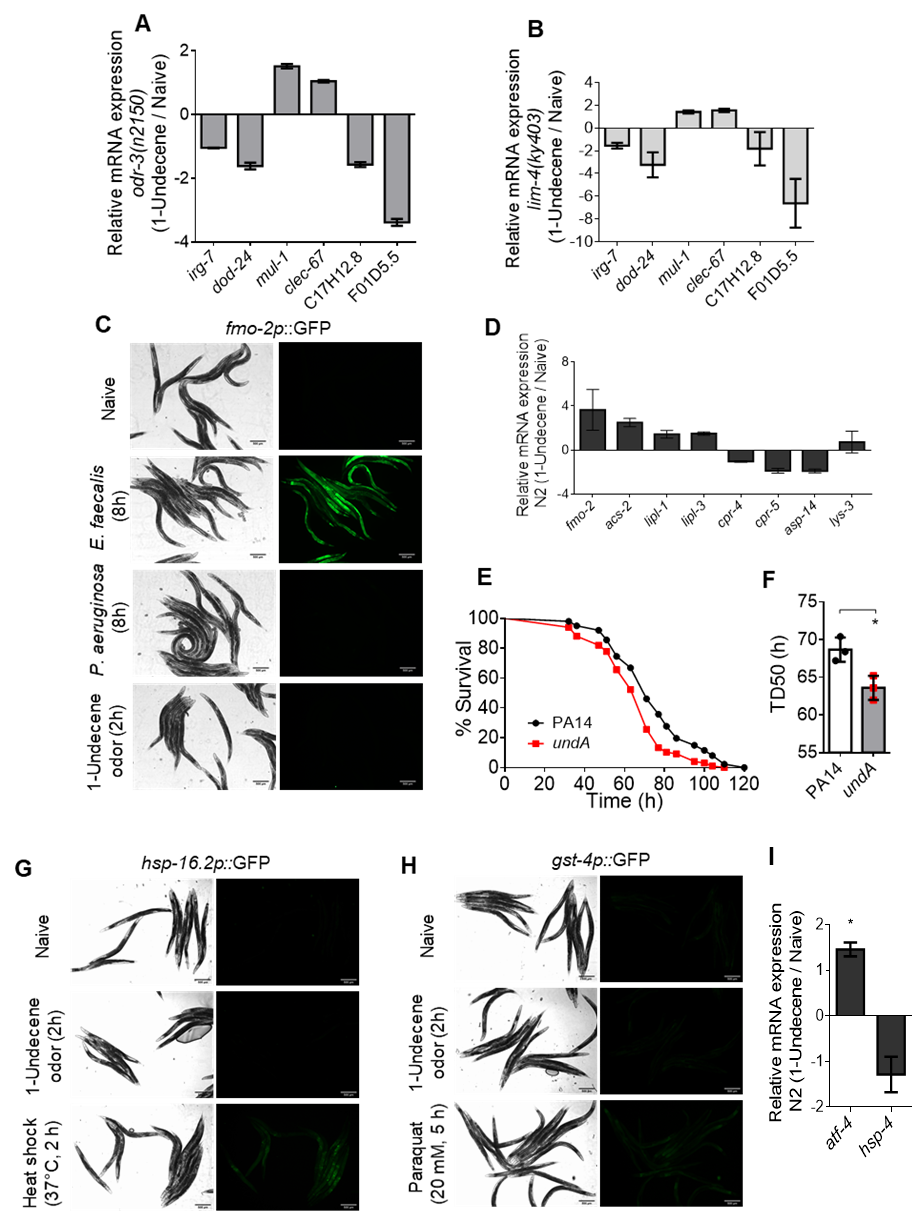 A
Relative mRNA expression
odr-3(n2150)
(1-Undecene / Naive)
2
0
-2
-4
irg-7
dod-24
mul-1
clec-67
C17H12.8
F01D5.5
B
Relative mRNA expression
lim-4(ky403)
(1-Undecene / Naive)
4
2
0
-2
-4
-6
-8
-10
irg-7
dod-24
mul-1
clec-67
C17H12.8
F01D5.5
C
fmo-2p::GFP
Naive
E. faecalis
(8h)
P. aeruginosa
(8h)
1-Undecene
odor (2h)
D
Relative mRNA expression
N2 (1-Undecene / Naive)
8
4
0
-4
fmo-2
acs-2
lipl-1
lipl-3
cpr-4
cpr-5
asp-14
lys-3
E
% Survival
100
80
60
40
20
0
PA14
undA
0
20
40
60
80
100
120
Time (h)
F
TD50 (h)
75
70
65
60
55
*
PA14
undA
G
hsp-16.2p::GFP
Naive
1-Undecene
odor (2h)
Heat shock
(37°C, 2 h)
H
gst-4p::GFP
Naive
1-Undecene
odor (2h)
Paraquat
(20 mM, 5 h)
I
Relative mRNA expression
N2 (1-Undecene / Naive)
2
1
0
-1
-2
*
atf-4
hsp-4